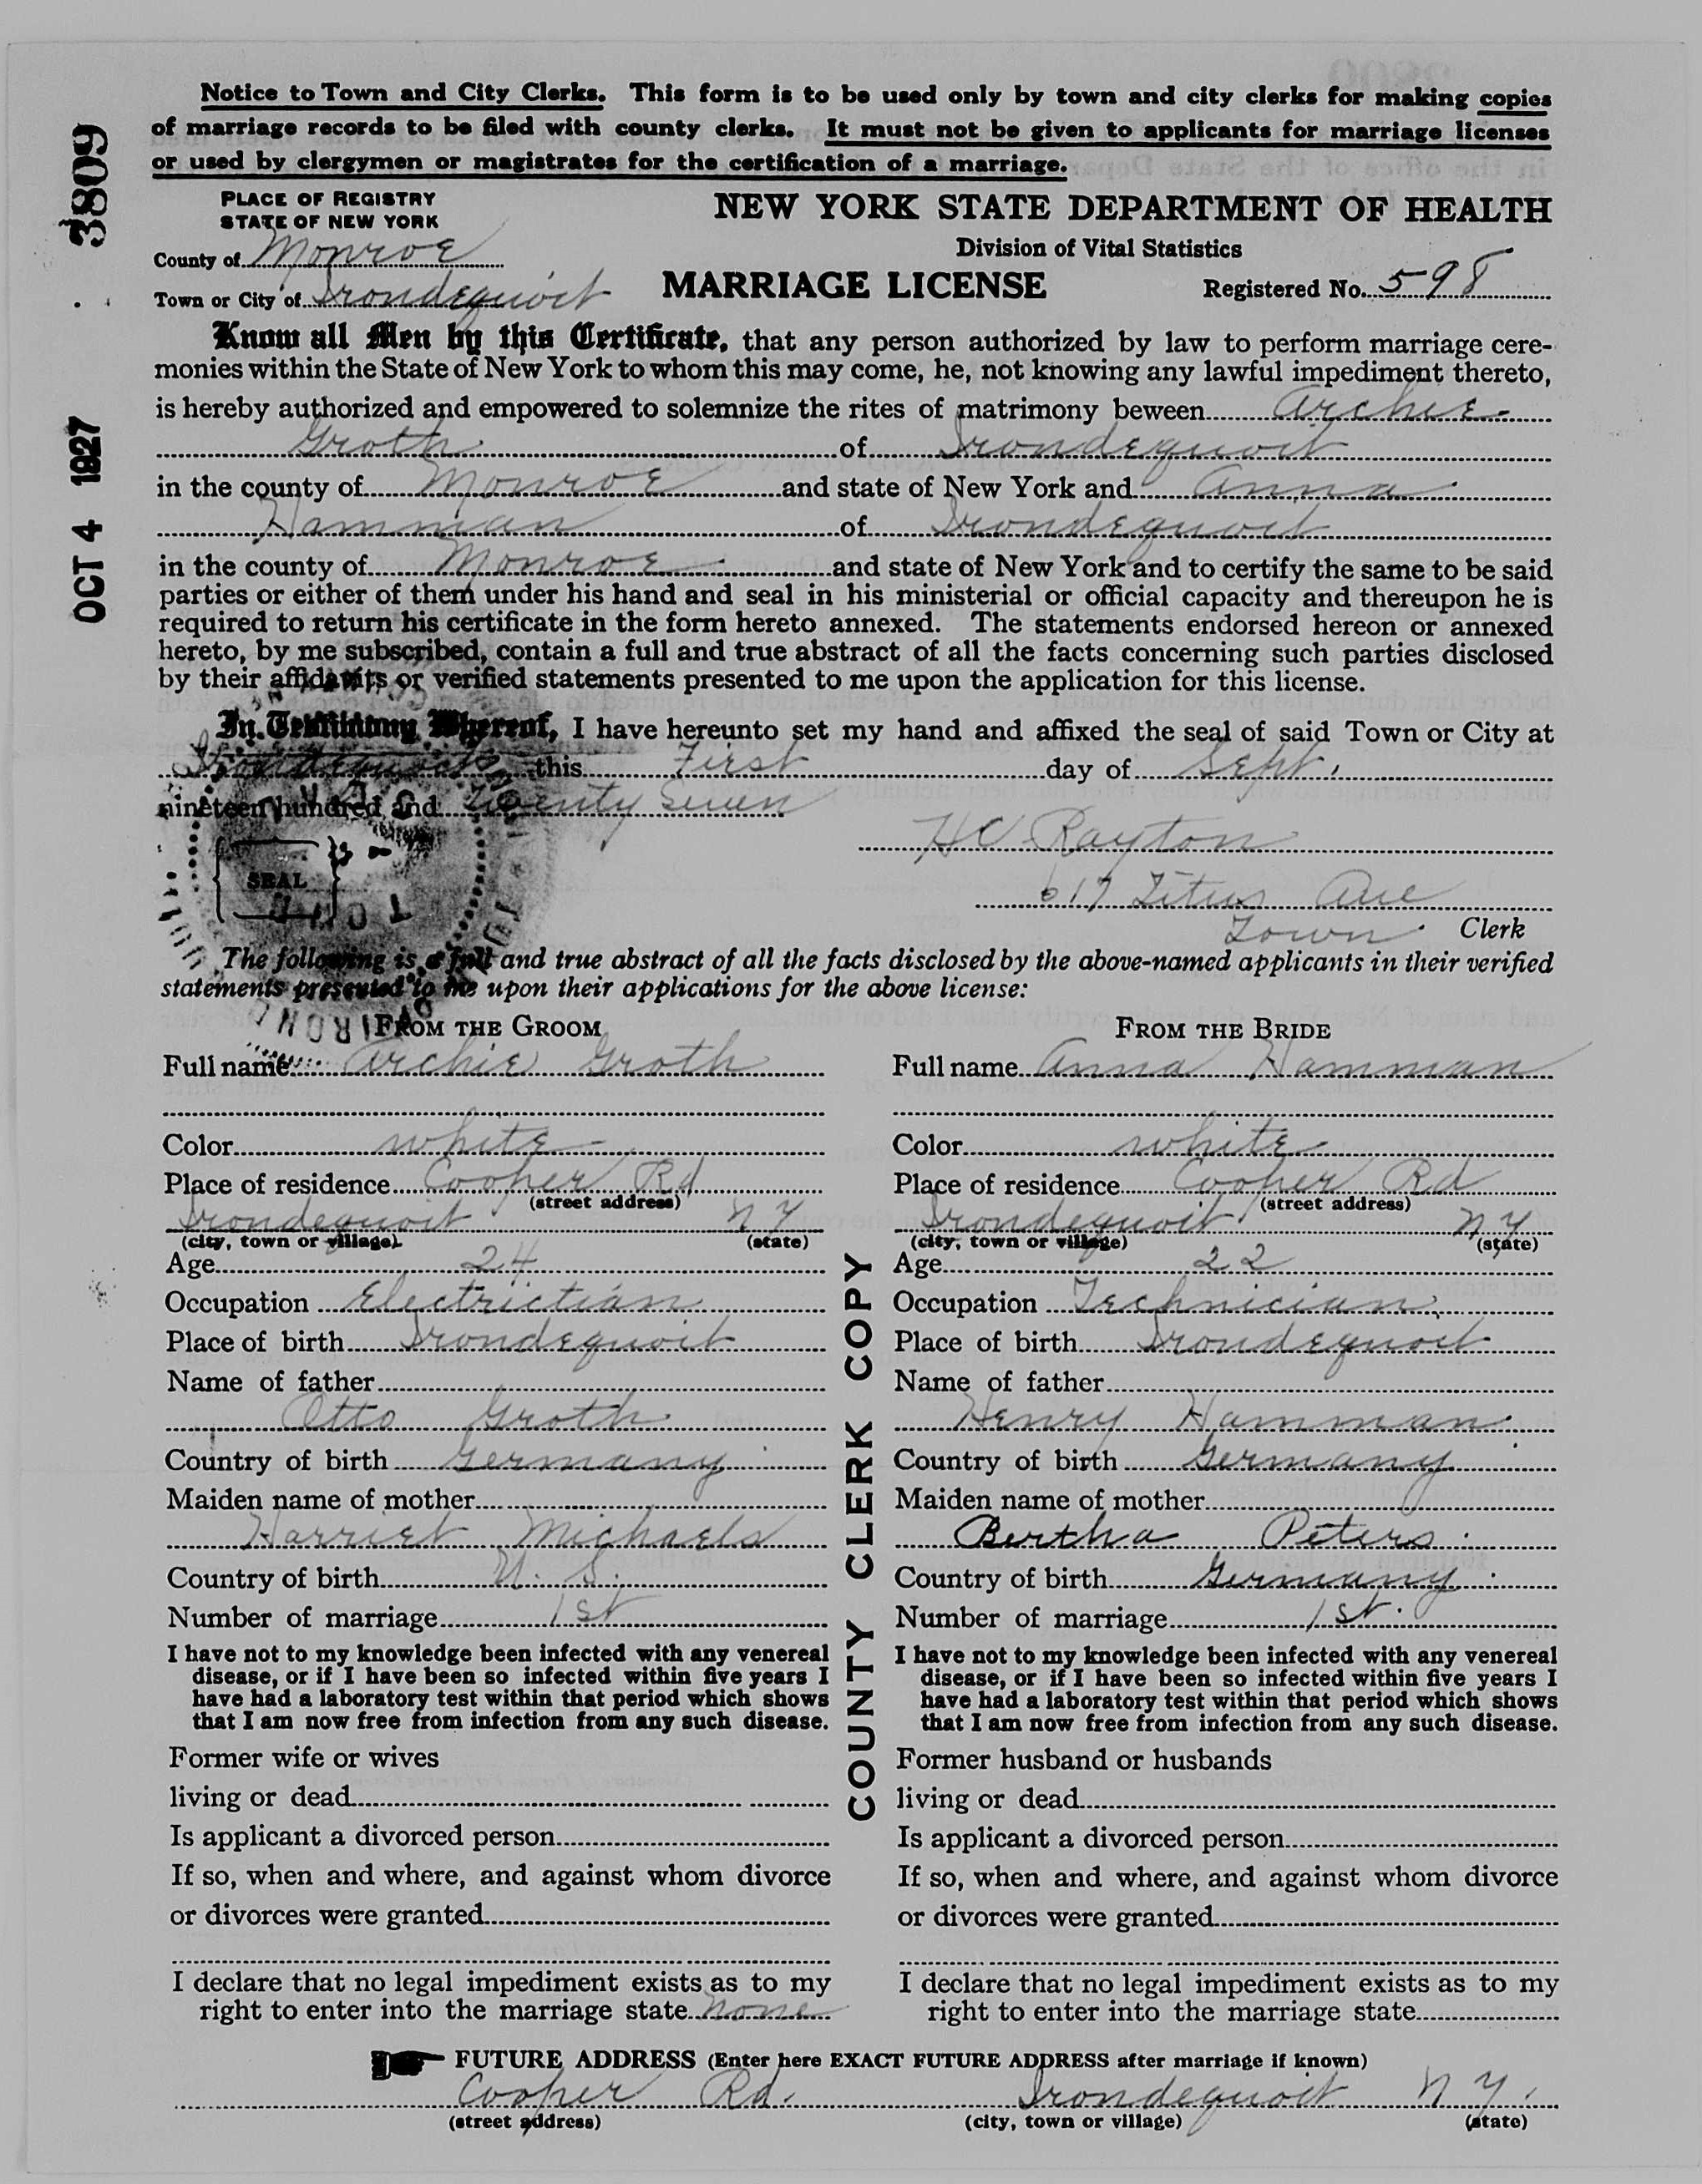 3809
OCT 4 1927
Notice to Town and City Clerks. This form is to be used only by town and city clerks for making copies
of marriage records to be filed with county clerks. It must not be given to applicants for marriage licenses
or used by clergymen or magistrates for the certification of a marriage.
PLACE OF REGISTRY
STATE OF NEW YORK
County of Monroe
Town or City of Irondequoit
NEW YORK STATE DEPARTMENT OF HEALTH
Division of Vital Statistics
MARRIAGE LICENSE
Registered No. 598
Know all Men by this Certificate, that any person authorized by law to perform marriage cere-
monies within the State of New York to whom this may come, he, not knowing any lawful impediment thereto,
is hereby authorized and empowered to solemnize the rites of matrimony beween Archie
Groth of Irondequoit
in the county of Monroe and state of New York and Anna
Hamman of Irondequoit
in the county of Monroe and state of New York and to certify the same to be said
parties or either of them under his hand and seal in his ministerial or official capacity and thereupon he is
required to return his certificate in the form hereto annexed. The statements endorsed hereon or annexed
hereto, by me subscribed, contain a full and true abstract of all the facts concerning such parties disclosed
by their affidavits or verified statements presented to me upon the application for this license.
In Testimony Whereof, I have hereunto set my hand and affixed the seal of said Town or City at
Irondequoit this First day of Sept.
nineteen hundred and Twenty Seven
HC Rayton
SEAL
617 Titus Ave
Town Clerk
The following is a full and true abstract of all the facts disclosed by the above-named applicants in their verified
statements presented to me upon their applications for the above license:
FROM THE GROOM
Full name Archie Groth
Color white
Place of residence Cooper Rd
(street address)
Irondequoit N Y
(city, town or village) (state)
Age 24
Occupation Electrictian
Place of birth Irondequoit
Name of father
Otto Groth
Country of birth Germany
Maiden name of mother
Harriet Michaels
Country of birth U. S.
Number of marriage 1st
I have not to my knowledge been infected with any venereal
disease, or if I have been so infected within five years I
have had a laboratory test within that period which shows
that I am now free from infection from any such disease.
Former wife or wives
living or dead
Is applicant a divorced person
If so, when and where, and against whom divorce
or divorces were granted
I declare that no legal impediment exists as to my
right to enter into the marriage state none
COUNTY CLERK COPY
FROM THE BRIDE
Full name Anna Hamman
Color white
Place of residence Cooper Rd
(street address)
Irondequoit N Y
(city, town or village) (state)
Age 22
Occupation Technician
Place of birth Irondequoit
Name of father
Henry Hamman
Country of birth Germany
Maiden name of mother
Bertha Peters
Country of birth Germany
Number of marriage 1st.
I have not to my knowledge been infected with any venereal
disease, or if I have been so infected within five years I
have had a laboratory test within that period which shows
that I am now free from infection from any such disease.
Former husband or husbands
living or dead
Is applicant a divorced person
If so, when and where, and against whom divorce
or divorces were granted
I declare that no legal impediment exists as to my
right to enter into the marriage state
FUTURE ADDRESS (Enter here EXACT FUTURE ADDRESS after marriage if known)
Cooper Rd. Irondequoit N Y.
(street address) (city, town or village) (state)